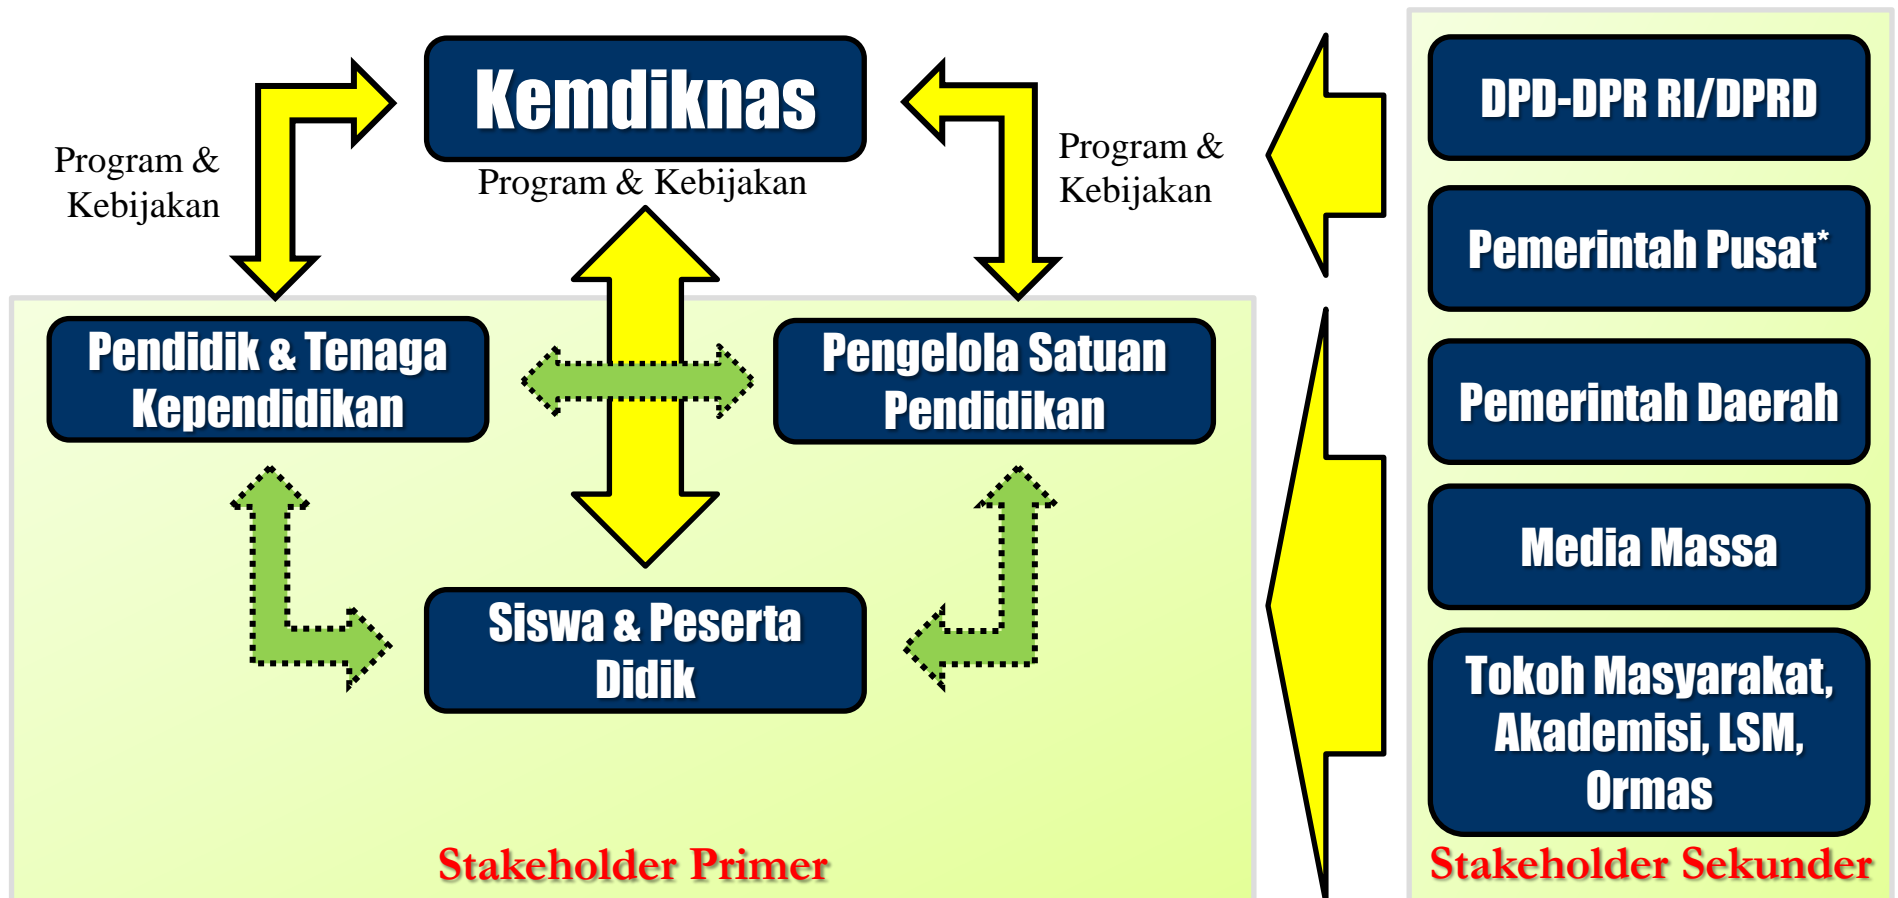 Kemdiknas
Program &
Kebijakan
Program & Kebijakan
Program &
Kebijakan
Pendidik & Tenaga
Kependidikan
Pengelola Satuan
Pendidikan
Siswa & Peserta
Didik
Stakeholder Primer
DPD-DPR RI/DPRD
Pemerintah Pusat*
Pemerintah Daerah
Media Massa
Tokoh Masyarakat,
Akademisi, LSM,
Ormas
Stakeholder Sekunder